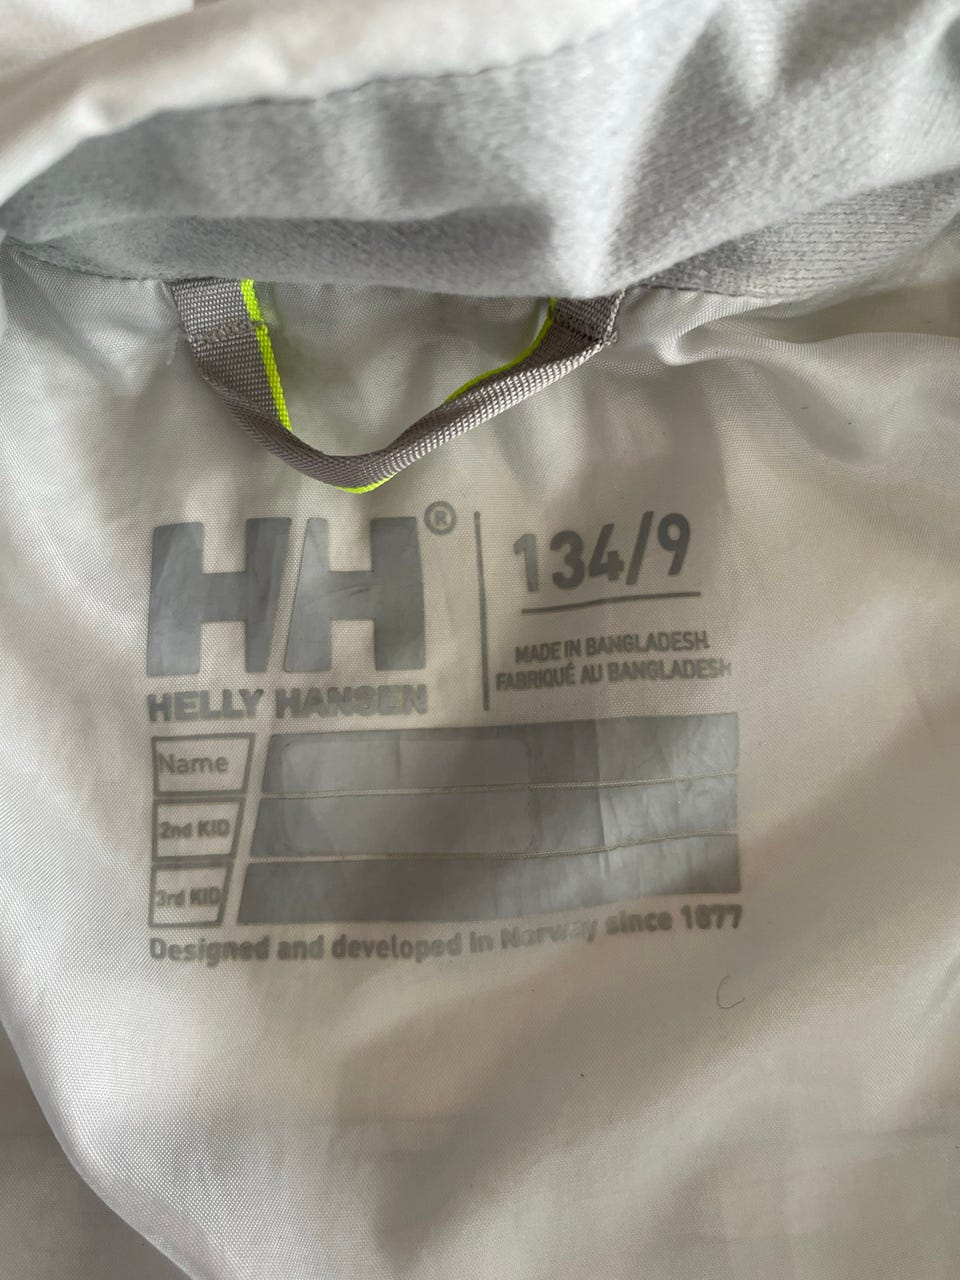 HH®
HELLY HANSEN
134/9
MADE IN BANGLADESH
FABRIQUÉ AU BANGLADESH
Name
2nd KID
3rd KID
Designed and developed in Norway since 1877